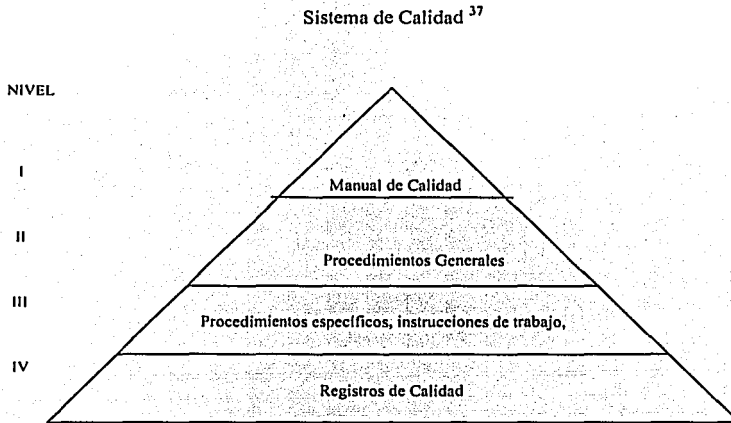 Sistema de Calidad 37
NIVEL
I
Manual de Calidad
II
Procedimientos Generales
III
Procedimientos específicos, instrucciones de trabajo,
IV
Registros de Calidad